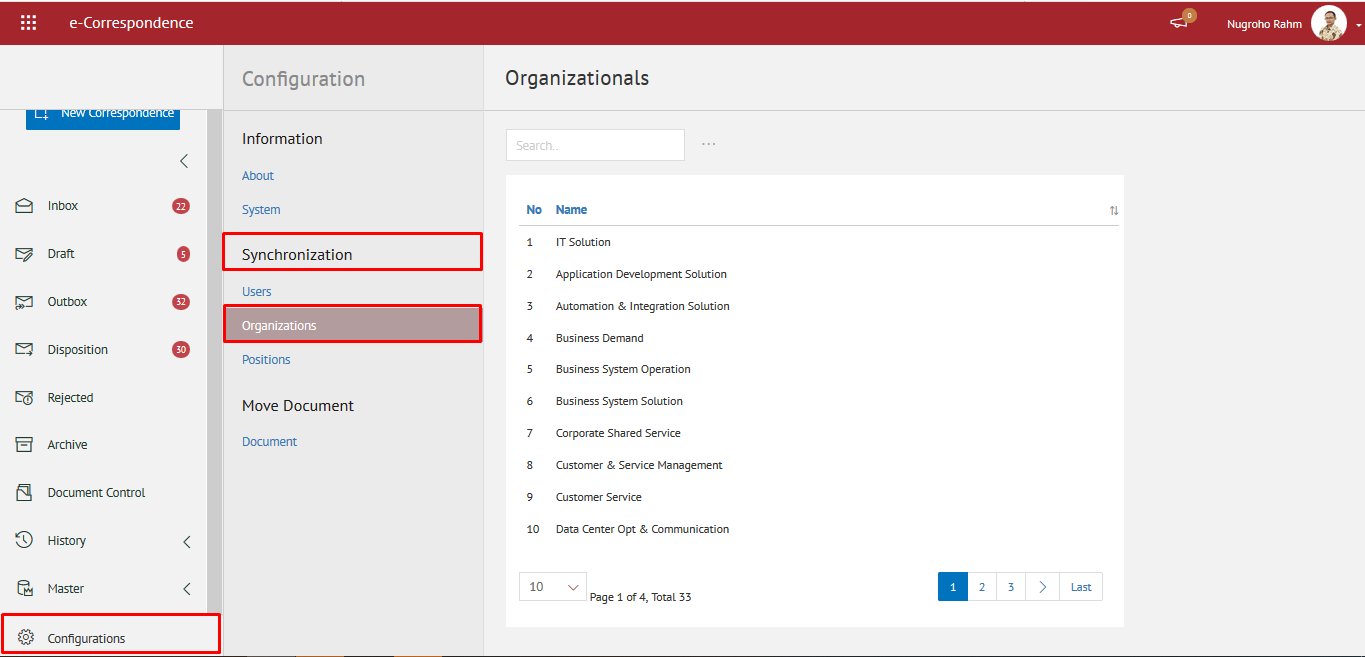 e-Correspondence
0
Nugroho Rahm
New Correspondence
Inbox 22
Draft 5
Outbox 32
Disposition 30
Rejected
Archive
Document Control
History
Master
Configurations
Configuration
Information
About
System
Synchronization
Users
Organizations
Positions
Move Document
Document
Organizationals
Search..
...
No Name
1 IT Solution
2 Application Development Solution
3 Automation & Integration Solution
4 Business Demand
5 Business System Operation
6 Business System Solution
7 Corporate Shared Service
8 Customer & Service Management
9 Customer Service
10 Data Center Opt & Communication
10 Page 1 of 4, Total 33
1 2 3 Last